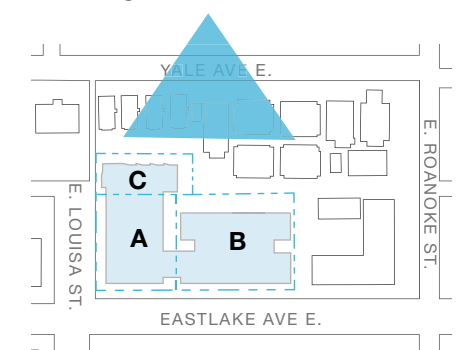 YALE AVE E.
E. ROANOKE ST.
C
E. LOUISA ST.
A
B
EASTLAKE AVE E.